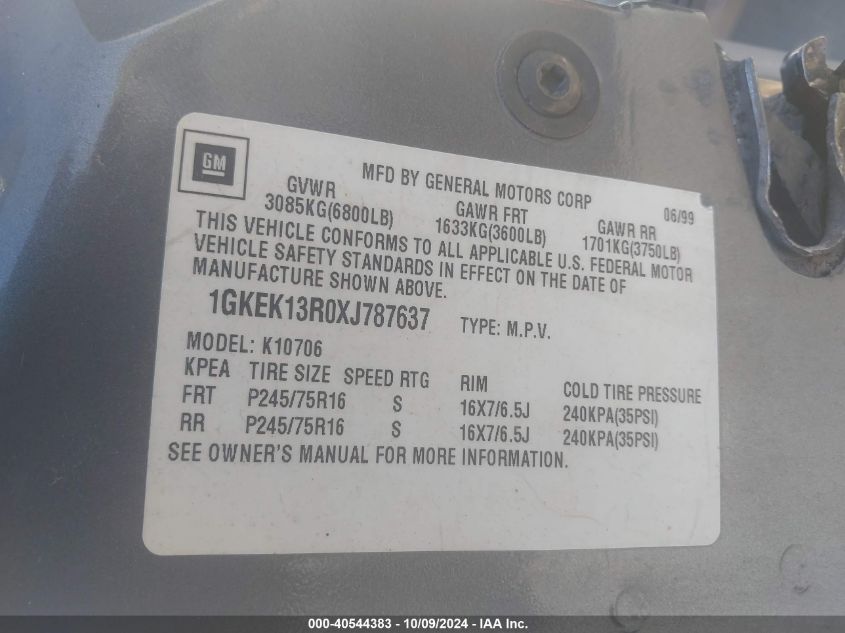 GM
MFD BY GENERAL MOTORS CORP 06/99
GVWR GAWR FRT GAWR RR
3085KG(6800LB) 1633KG(3600LB) 1701KG(3750LB)
THIS VEHICLE CONFORMS TO ALL APPLICABLE U.S. FEDERAL MOTOR
VEHICLE SAFETY STANDARDS IN EFFECT ON THE DATE OF
MANUFACTURE SHOWN ABOVE.
1GKEK13R0XJ787637 TYPE: M.P.V.
MODEL: K10706
KPEA TIRE SIZE SPEED RTG RIM COLD TIRE PRESSURE
FRT P245/75R16 S 16X7/6.5J 240KPA(35PSI)
RR P245/75R16 S 16X7/6.5J 240KPA(35PSI)
SEE OWNER'S MANUAL FOR MORE INFORMATION.
000-40544383 - 10/09/2024 - IAA Inc.